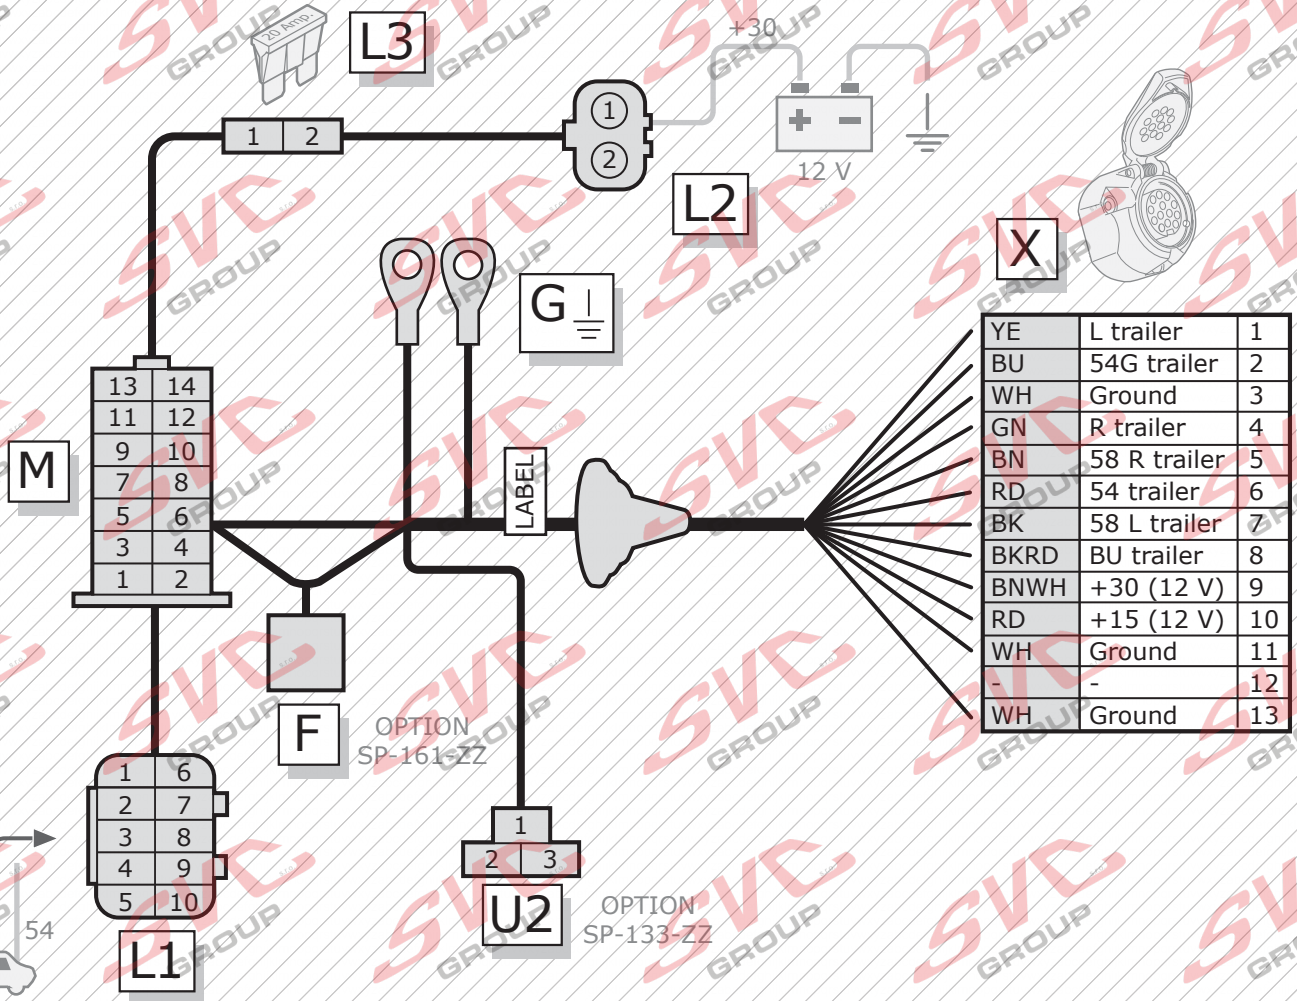 20 Amp.
L3
+30
1 2
1
2
12 V
L2
X
G
13 14
11 12
9 10
7 8
5 6
3 4
1 2
M
LABEL
YE L trailer 1
BU 54G trailer 2
WH Ground 3
GN R trailer 4
BN 58 R trailer 5
RD 54 trailer 6
BK 58 L trailer 7
BKRD BU trailer 8
BNWH +30 (12 V) 9
RD +15 (12 V) 10
WH Ground 11
- - 12
WH Ground 13
F
OPTION
SP-161-ZZ
1 6
2 7
3 8
4 9
5 10
L1
54
1
2 3
U2
OPTION
SP-133-ZZ
SVC s.r.o.
GROUP